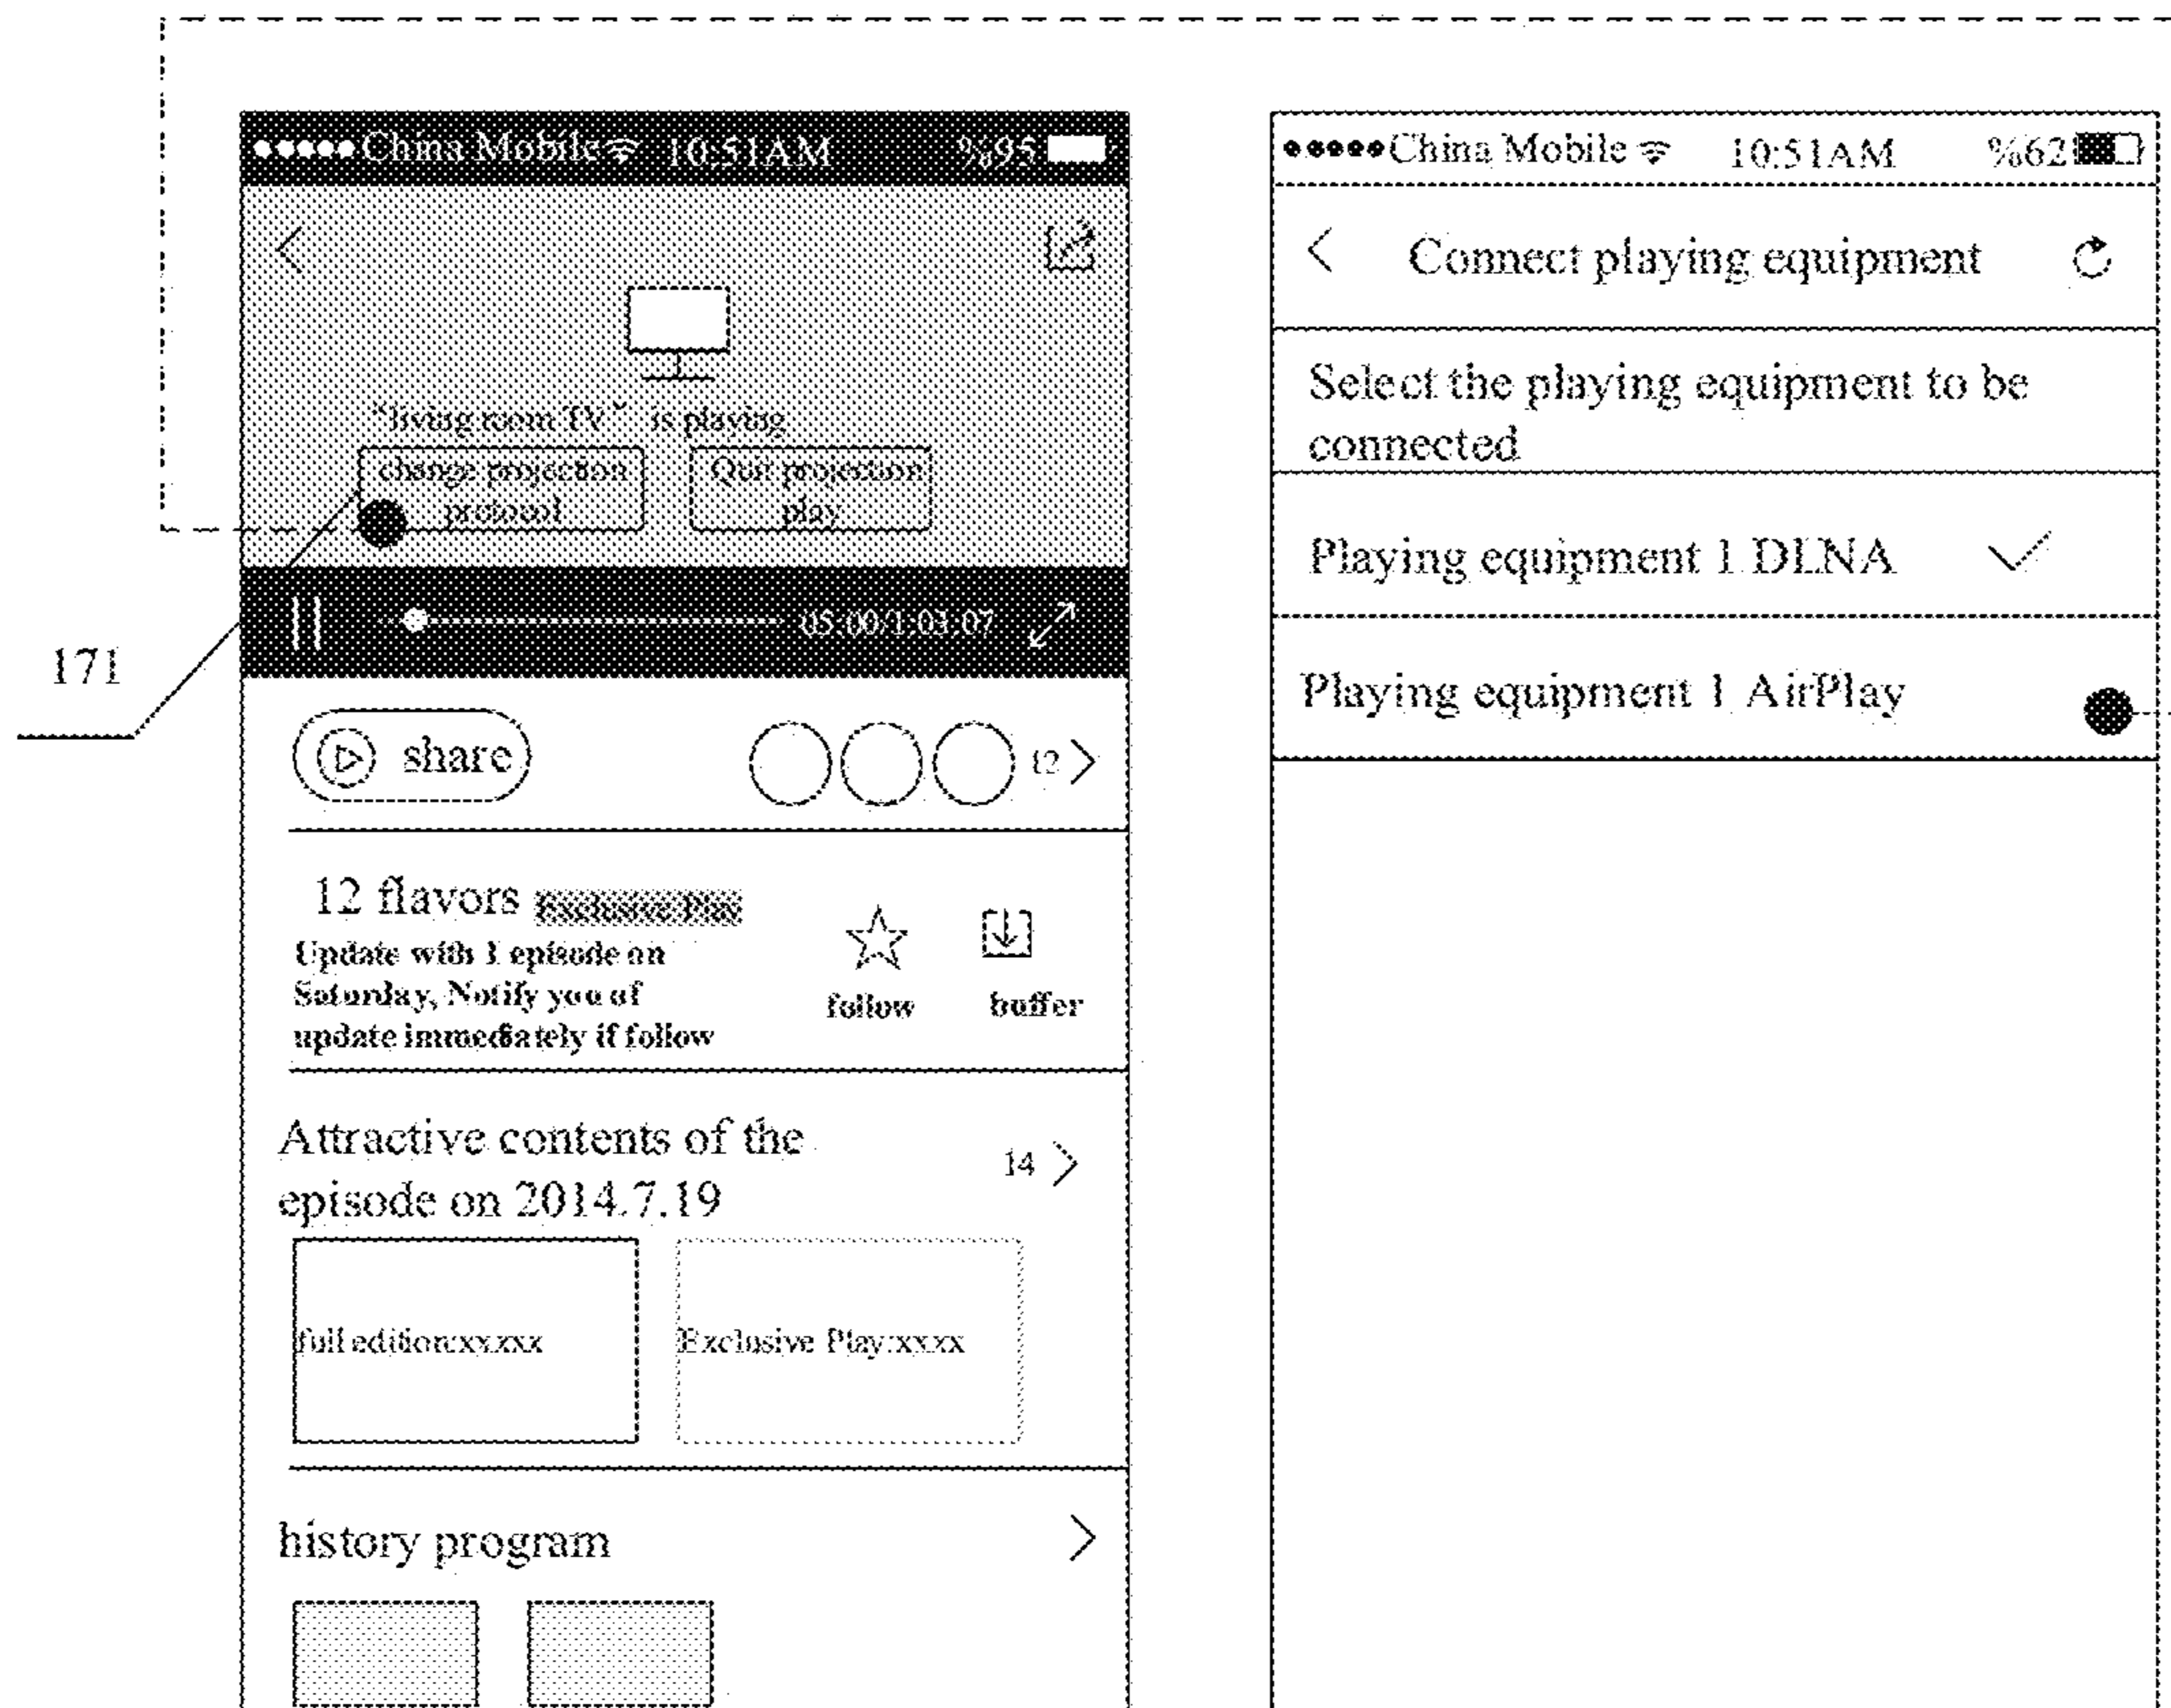 China Mobile 10:51AM %95
"living room TV" is playing
change projection
protocol
Quit projection
play
05:00/1:03:07
171
share
12
12 flavors Exclusive Play
Update with 1 episode on
Saturday, Notify you of
update immediately if follow
follow
buffer
Attractive contents of the
episode on 2014.7.19
14
full edition:xxxxx
Exclusive Play:xxxx
history program
China Mobile 10:51AM %62
Connect playing equipment
Select the playing equipment to be
connected
Playing equipment 1 DLNA
Playing equipment 1 AirPlay